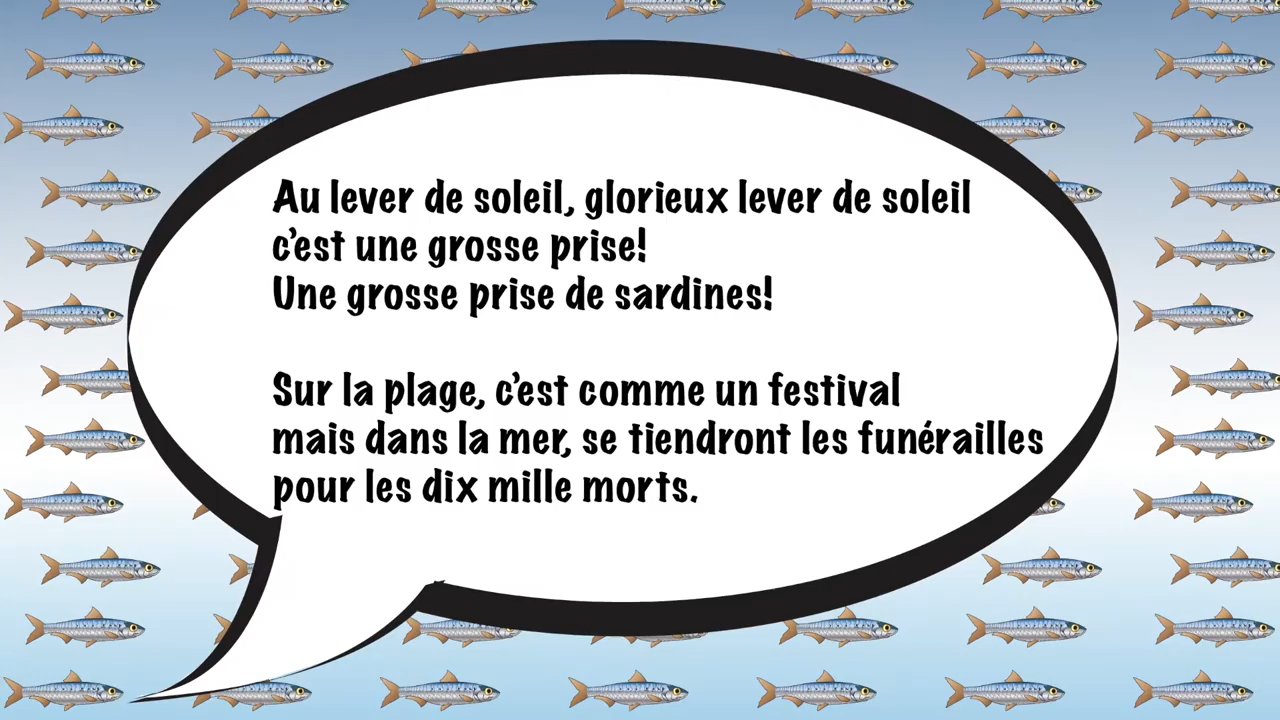 Au lever de soleil, glorieux lever de soleil
c’est une grosse prise!
Une grosse prise de sardines!
Sur la plage, c’est comme un festival
mais dans la mer, se tiendront les funérailles
pour les dix mille morts.